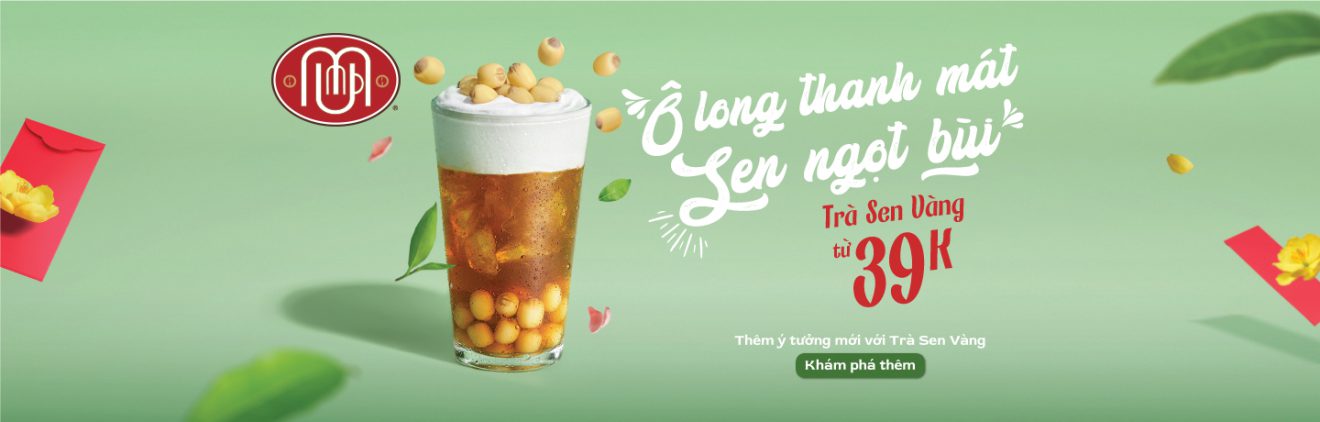 Ô long thanh mát
Sen ngọt bùi
Trà Sen Vàng
từ
39K
Thêm ý tưởng mới với Trà Sen Vàng
Khám phá thêm